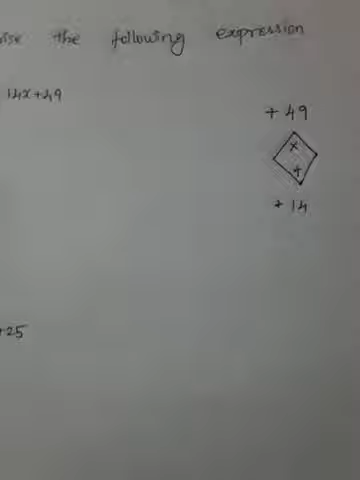 the following expression
14x+49
+ 49
×
+
+ 14
+25